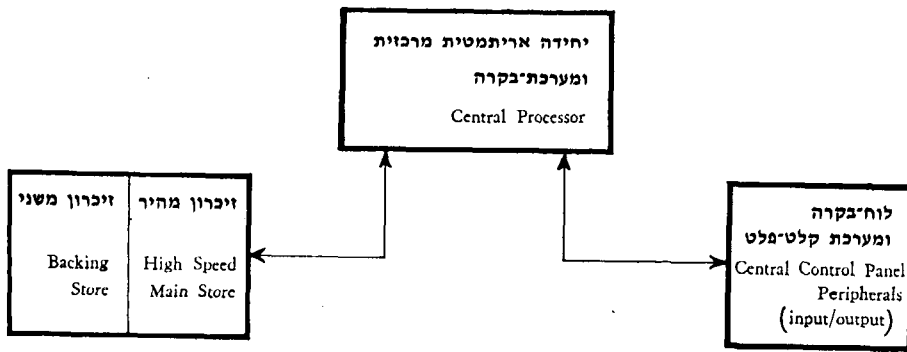 יחידה אריתמטית מרכזית
ומערכת־בקרה
Central Processor
זיכרון מהיר
High Speed
Main Store
זיכרון משני
Backing
Store
לוח־בקרה
ומערכת קלט־פלט
Central Control Panel
Peripherals
(input/output)